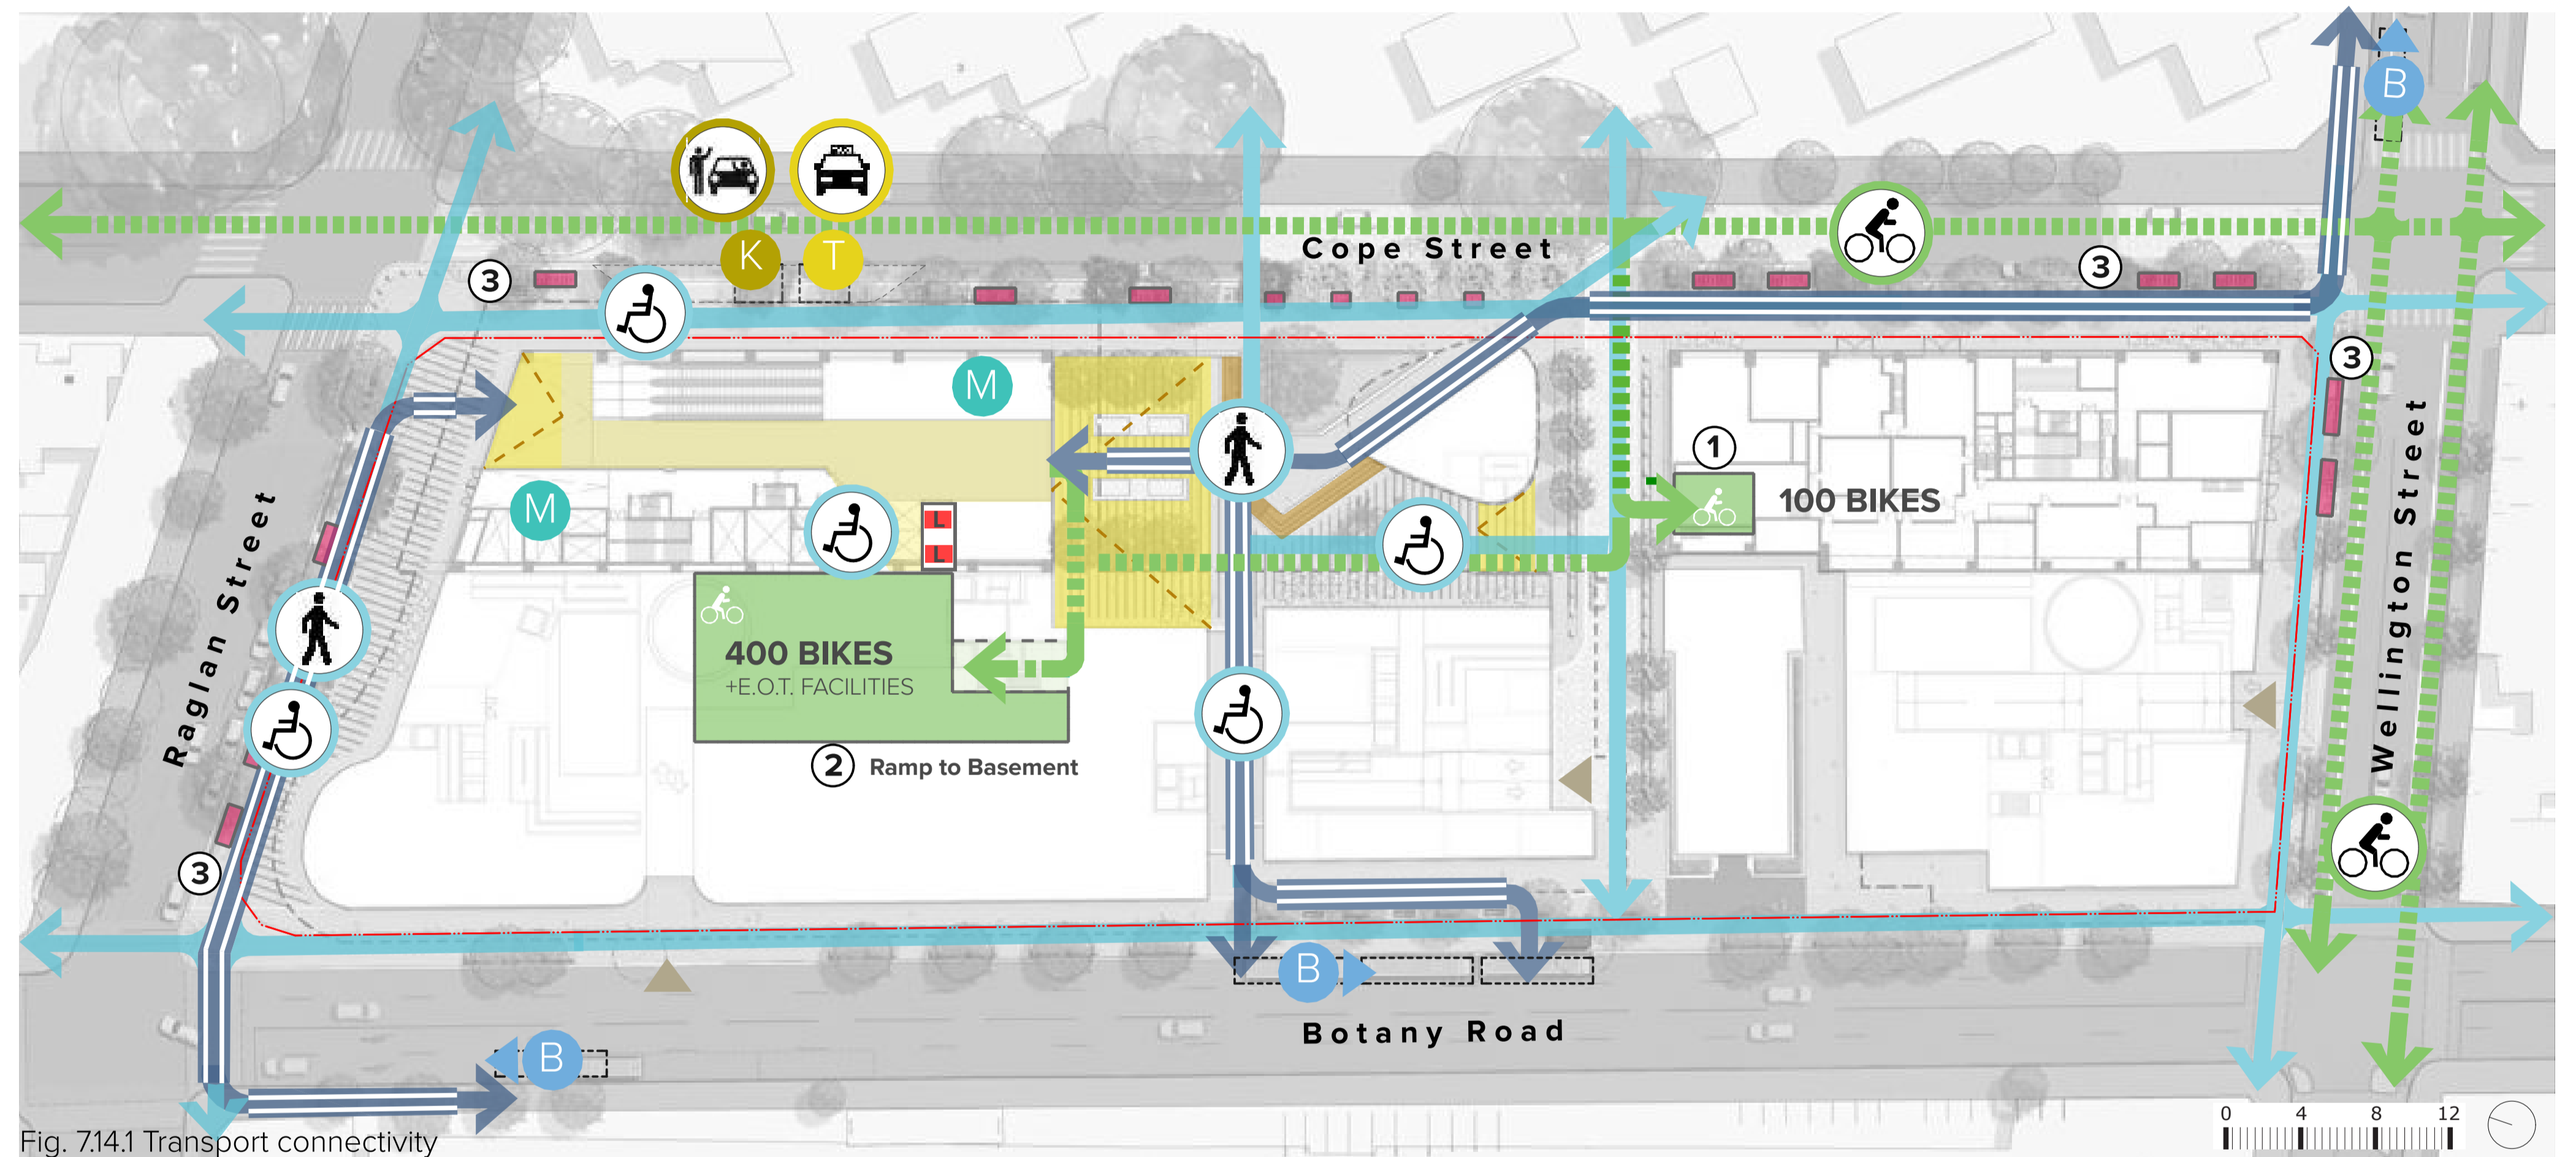 B
K
T
Cope Street
3
3
3
M
1
100 BIKES
M
L
L
Raglan Street
Wellington Street
400 BIKES
+E.O.T. FACILITIES
2 Ramp to Basement
3
B
Botany Road
B
0 4 8 12
Fig. 7.14.1 Transport connectivity